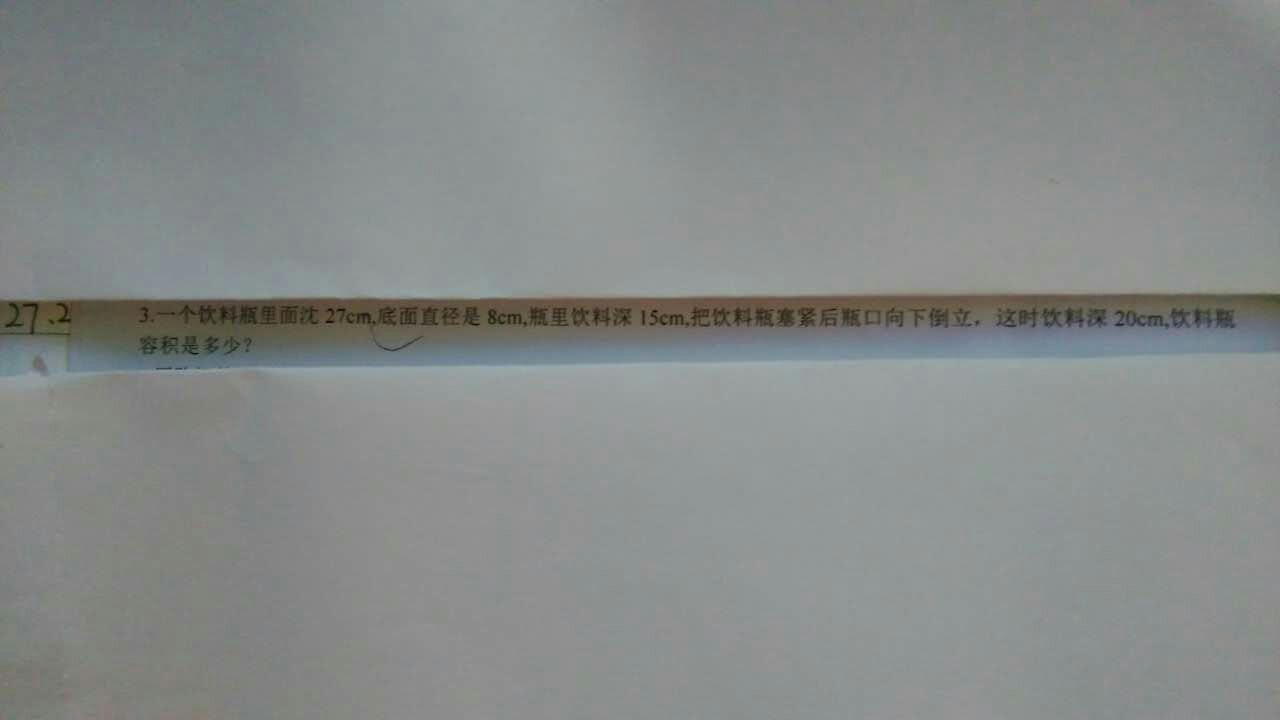 27.2
3.一个饮料瓶里面沈 27cm,底面直径是 8cm,瓶里饮料深 15cm,把饮料瓶塞紧后瓶口向下倒立，这时饮料深 20cm,饮料瓶
容积是多少?